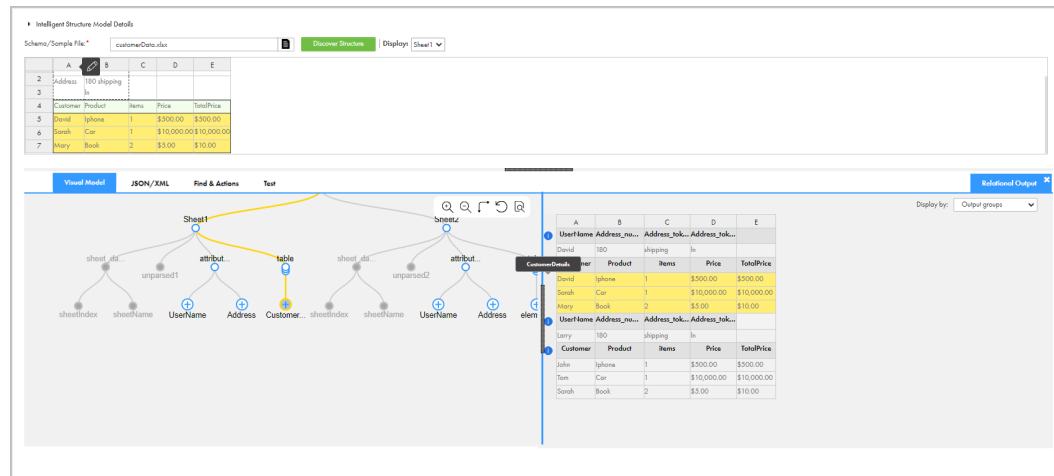 Intelligent Structure Model Details
Schema/Sample File:* customerData.xlsx Discover Structure Display: Sheet1
A B C D E
2 Address 180 shipping
3 ln
4 Customer Product items Price TotalPrice
5 David Iphone 1 $500.00 $500.00
6 Sarah Car 1 $10,000.00 $10,000.00
7 Mary Book 2 $5.00 $10.00
Visual Model JSON/XML Find & Actions Test Relational Output
Display by: Output groups
Sheet1 Sheet2
sheet_da... attribut... table sheet_da... attribut...
unparsed1 unparsed2
sheetIndex sheetName UserName Address Customer... sheetIndex sheetName UserName Address elem
CustomerDetails
A B C D E
UserName Address_nu... Address_tok... Address_tok...
David 180 shipping ln
mer Product items Price TotalPrice
David Iphone 1 $500.00 $500.00
Sarah Car 1 $10,000.00 $10,000.00
Mary Book 2 $5.00 $10.00
UserName Address_nu... Address_tok... Address_tok...
Larry 180 shipping ln
Customer Product items Price TotalPrice
John Iphone 1 $500.00 $500.00
Tom Car 1 $10,000.00 $10,000.00
Sarah Book 2 $5.00 $10.00